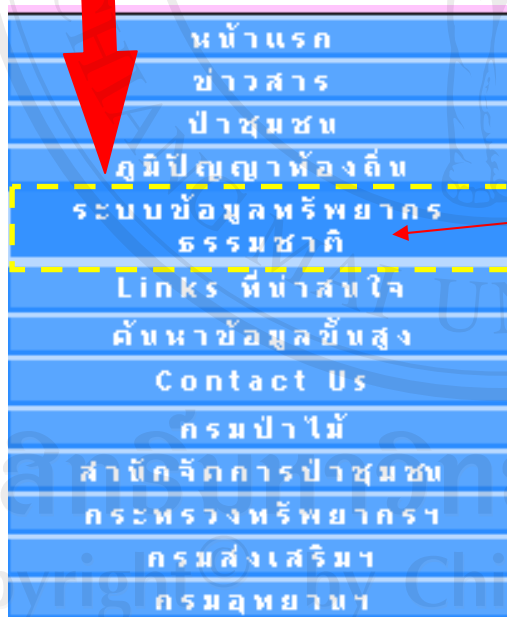 หน้าแรก
ข่าวสาร
ป่าชุมชน
ภูมิปัญญาท้องถิ่น
ระบบข้อมูลทรัพยากร
ธรรมชาติ
Links ที่น่าสนใจ
ค้นหาข้อมูลขั้นสูง
Contact Us
กรมป่าไม้
สำนักจัดการป่าชุมชน
กระทรวงทรัพยากรฯ
กรมส่งเสริมฯ
กรมอุทยานฯ